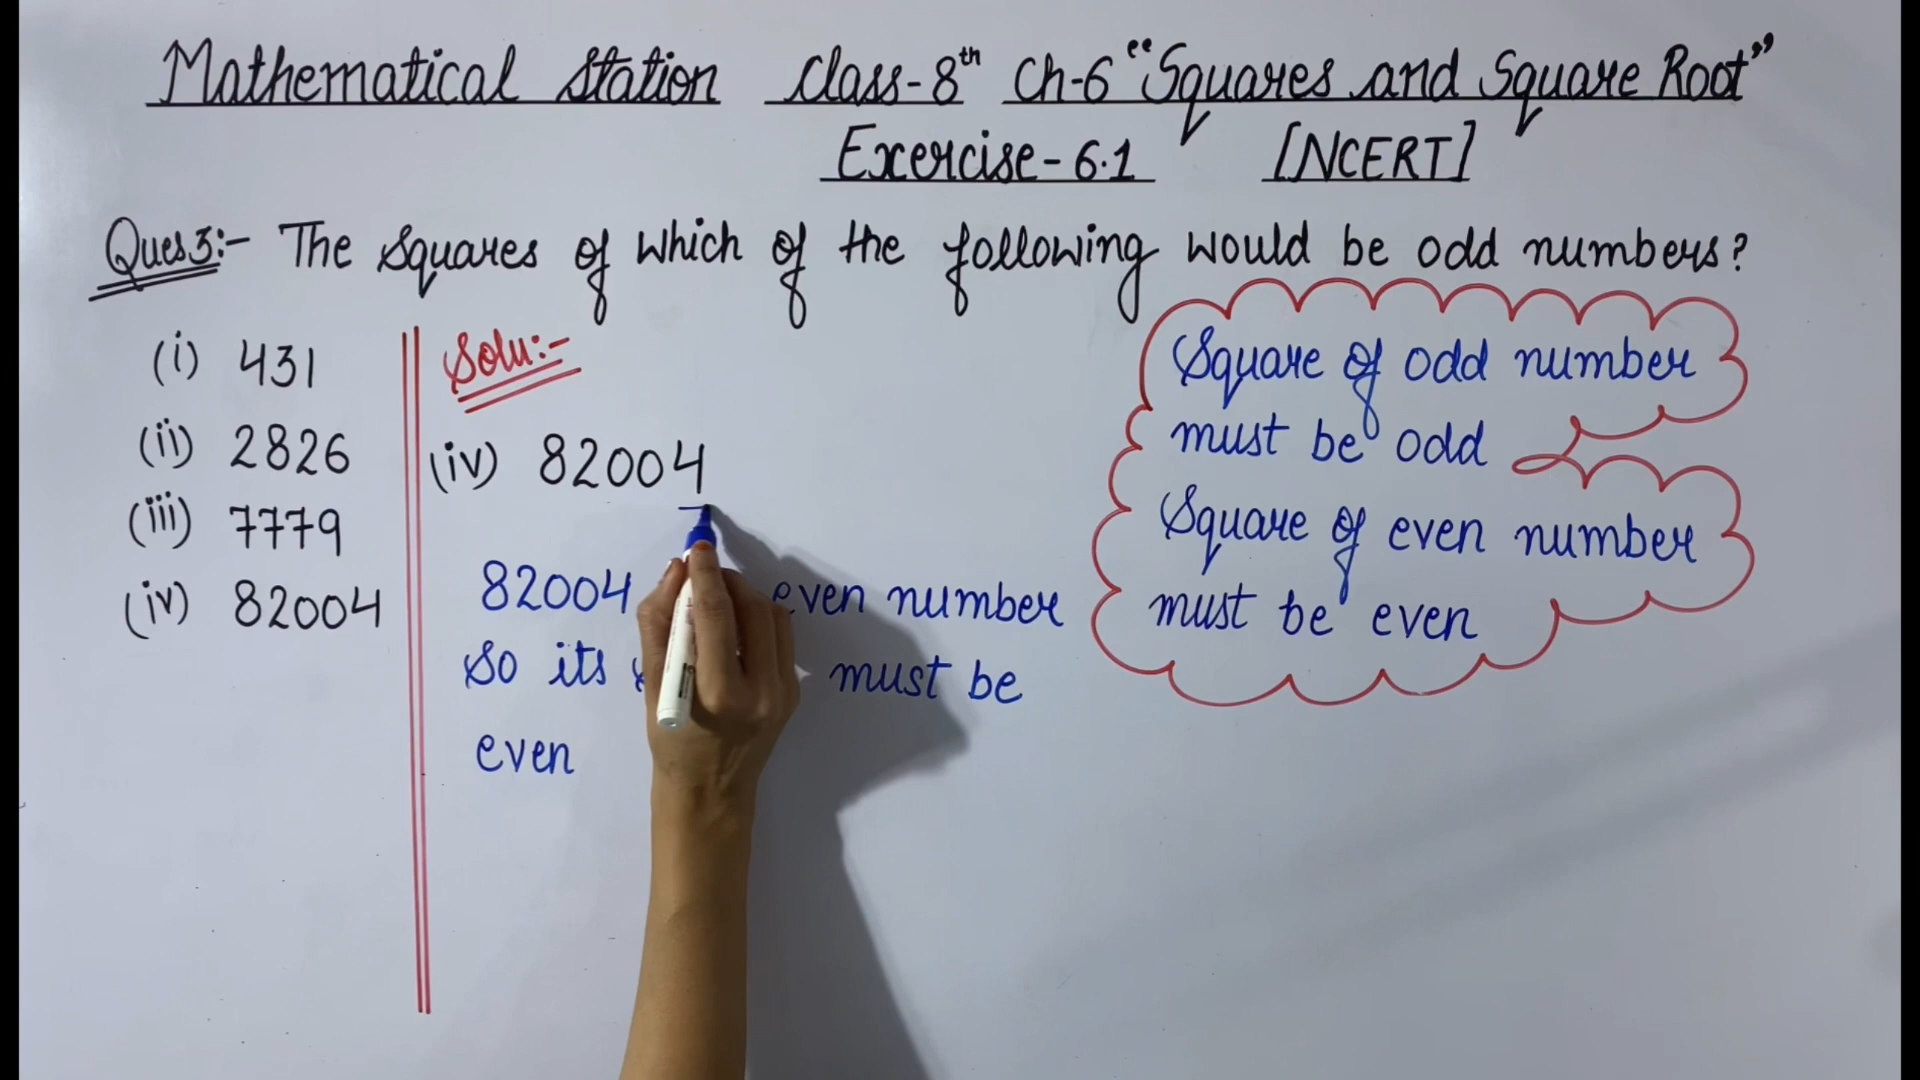 Mathematical Station Class-8th Ch-6 "Squares and Square Root"
Exercise-6.1 [NCERT]
Ques3:- The squares of which of the following would be odd numbers?
(i) 431
(ii) 2826
(iii) 7779
(iv) 82004
Solu:-
(iv) 82004
82004 even number
So its must be
even
Square of odd number
must be odd
Square of even number
must be even